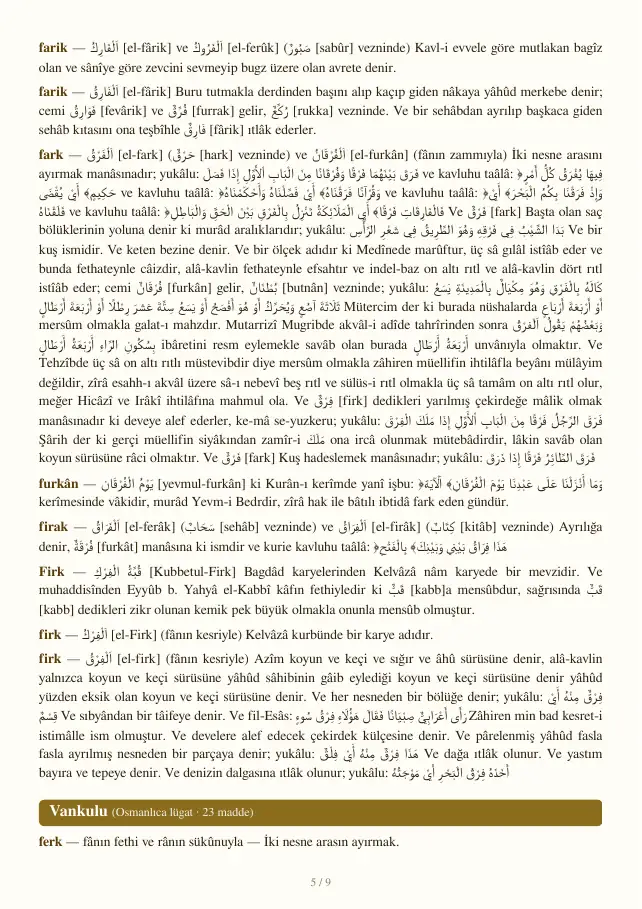 farik — اَلْفَارِكُ [el-fârik] ve اَلْفَرُوكُ [el-ferûk] (صَبُورٌ [sabûr] vezninde) Kavl-i evvele göre mutlakan bagîz
olan ve sânîye göre zevcini sevmeyip bugz üzere olan avrete denir.
farik — اَلْفَارِقُ [el-fârik] Buru tutmakla derdinden başını alıp kaçıp giden nâkaya yâhûd merkebe denir;
cemi فَوَارِقُ [fevârik] ve فُرَّقٌ [furrak] gelir, رُكَّعٌ [rukka] vezninde. Ve bir sehâbdan ayrılıp başkaca giden
sehâb kıtasını ona teşbîhle فَارِقٌ [fârik] ıtlâk ederler.
fark — اَلْفَرْقُ [el-fark] (حَرْقٌ [hark] vezninde) ve اَلْفُرْقَانُ [el-furkan] (fânın zammıyla) İki nesne arasını
ayırmak manâsınadır; yukâlu: فَرَقَ بَيْنَهُمَا فَرْقًا وَفُرْقَانًا مِنَ الْبَابِ اْلأَوَّلِ إِذَا فَصَلَ ve kavluhu taâlâ: ﴿فِيهَا يُفْرَقُ كُلُّ أَمْرٍ
حَكِيمٍ﴾ أَيْ يُقْضَى ve kavluhu taâlâ: ﴿وَقُرْآنًا فَرَقْنَاهُ﴾ أَيْ فَصَّلْنَاهُ وَأَحْكَمْنَاهُ ve kavluhu taâlâ: ﴿وَإِذْ فَرَقْنَا بِكُمُ الْبَحْرَ﴾ أَيْ
فَلَقْنَاهُ ve kavluhu taâlâ: ﴿فَالْفَارِقَاتِ فَرْقًا﴾ أَيِ الْمَلَائِكَةُ تَنْزِلُ بِالْفَرْقِ بَيْنَ الْحَقِّ وَالْبَاطِلِ Ve فَرْقٌ [fark] Başta olan saç
bölüklerinin yoluna denir ki murâd aralıklarıdır; yukâlu: بَدَا الشَّيْبُ فِي فَرْقِهِ وَهُوَ الطَّرِيقُ فِي شَعْرِ الرَّأْسِ Ve bir
kuş ismidir. Ve keten bezine denir. Ve bir ölçek adıdır ki Medînede marûftur, üç sâ gılâl istîâb eder ve
bunda fethateynle câizdir, alâ-kavlin fethateynle efsahtır ve indel-baz on altı rıtl ve alâ-kavlin dört rıtl
istîâb eder; cemi فُرْقَانٌ [furkân] gelir, بُطْنَانٌ [butnân] vezninde; yukâlu: كَالَهُ بِالْفَرْقِ وَهُوَ مِكْيَالٌ بِالْمَدِينَةِ يَسَعُ
ثَلَاثَةَ آصُعٍ وَيُحَرَّكُ أَوْ هُوَ أَفْصَحُ أَوْ يَسَعُ سِتَّةَ عَشَرَ رِطْلًا أَوْ أَرْبَعَةَ أَرْطَالٍ Mütercim der ki burada nüshalarda أَوْ أَرْبَعَةَ أَرْبَاعٍ
mersûm olmakla galat-ı mahzdır. Mutarrizî Mugribde akvâl-i adîde tahrîrinden sonra وَبَعْضُهُمْ يَقُولُ اَلْفَرْقُ
بِسُكُونِ الرَّاءِ أَرْبَعَةُ أَرْطَالٍ ibâretini resm eylemekle savâb olan burada أَرْبَعَةُ أَرْطَالٍ unvânıyla olmaktır. Ve
Tehzîbde üç sâ on altı rıtlı müstevibdir diye mersûm olmakla zâhiren müellifin ihtilâfla beyânı mülâyim
değildir, zîrâ esahh-ı akvâl üzere sâ-ı nebevî beş rıtl ve sülüs-i rıtl olmakla üç sâ tamâm on altı rıtl olur,
meğer Hicâzî ve Irâkî ihtilâfına mahmul ola. Ve فِرْقٌ [firk] dedikleri yarılmış çekirdeğe mâlik olmak
manâsınadır ki deveye alef ederler, ke-mâ se-yuzkeru; yukâlu: فَرَقَ الرَّجُلُ فَرْقًا مِنَ الْبَابِ اْلأَوَّلِ إِذَا مَلَكَ الْفِرْقَ
Şârih der ki gerçi müellifin siyâkından zamîr-i مَلَكَ ona ircâ olunmak mütebâdirdir, lâkin savâb olan
koyun sürüsüne râci olmaktır. Ve فَرْقٌ [fark] Kuş hadeslemek manâsınadır; yukâlu: فَرَقَ الطَّائِرُ فَرْقًا إِذَا ذَرَقَ
furkân — يَوْمُ الْفُرْقَانِ [yevmul-furkân] ki Kurân-ı kerîmde yanî işbu: ﴿وَمَا أَنْزَلْنَا عَلَى عَبْدِنَا يَوْمَ الْفُرْقَانِ﴾ اَلْآيَة
kerîmesinde vâkidir, murâd Yevm-i Bedrdir, zîrâ hak ile bâtılı ibtidâ fark eden gündür.
firak — اَلْفَرَاقُ [el-ferâk] (سَحَابٌ [sehâb] vezninde) ve اَلْفِرَاقُ [el-firâk] (كِتَابٌ [kitâb] vezninde) Ayrılığa
denir, فُرْقَةٌ [furkât] manâsına ki ismdir ve kurie kavluhu taâlâ: ﴿هَذَا فِرَاقُ بَيْنِي وَبَيْنِكَ﴾ بِالْفَتْحِ
Firk — قُبَّةُ الْفِرْكِ [Kubbetul-Firk] Bagdâd karyelerinden Kelvâzâ nâm karyede bir mevzidir. Ve
muhaddisînden Eyyûb b. Yahyâ el-Kabbî kâfın fethiyledir ki قَبٌّ [kabb]a mensûbdur, sağrısında قَبٌّ
[kabb] dedikleri zikr olunan kemik pek büyük olmakla onunla mensûb olmuştur.
firk — اَلْفِرْكُ [el-Firk] (fânın kesriyle) Kelvâzâ kurbünde bir karye adıdır.
firk — اَلْفِرْقُ [el-firk] (fânın kesriyle) Azîm koyun ve keçi ve sığır ve âhû sürüsüne denir, alâ-kavlin
yalnızca koyun ve keçi sürüsüne yâhûd sâhibinin gâib eylediği koyun ve keçi sürüsüne denir yâhûd
yüzden eksik olan koyun ve keçi sürüsüne denir. Ve her nesneden bir bölüğe denir; yukâlu: فِرْقٌ مِنْهُ أَيْ
قِسْمٌ Ve sıbyândan bir tâifeye denir. Ve fil-Esâs: رَأَى أَعْرَابِيٌّ صِبْيَانًا فَقَالَ هَؤُلَاءِ فِرْقُ سُوءٍ Zâhiren min bad kesret-i
istimâlle ism olmuştur. Ve develere alef edecek çekirdek külçesine denir. Ve pârelenmiş yâhûd fasla
fasla ayrılmış nesneden bir parçaya denir; yukâlu: هَذَا فِرْقٌ مِنْهُ أَيْ فِلْقٌ Ve dağa ıtlâk olunur. Ve yastım
bayıra ve tepeye denir. Ve denizin dalgasına ıtlâk olunur; yukâlu: أَخَذَهُ فِرْقُ الْبَحْرِ أَيْ مَوْجَتُهُ
Vankulu (Osmanlıca lügat · 23 madde)
ferk — fânın fethi ve rânın sükûnuyla — İki nesne arasın ayırmak.
5 / 9